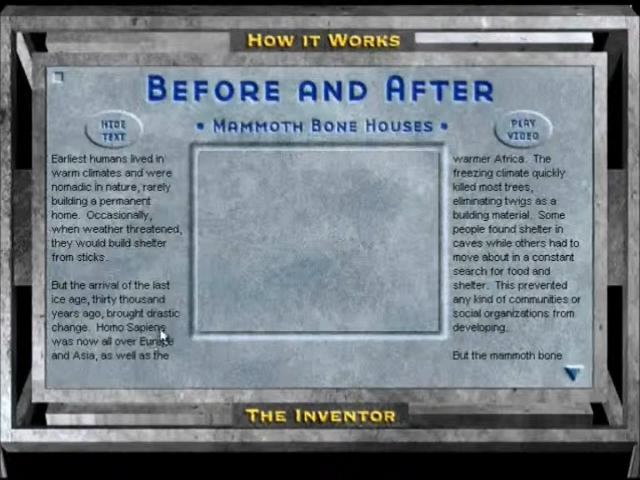 How it Works
Before and After
Hide
Text
• Mammoth Bone Houses •
Play
Video
Earliest humans lived in
warm climates and were
nomadic in nature, rarely
building a permanent
home. Occasionally,
when weather threatened,
they would build shelter
from sticks.
But the arrival of the last
ice age, thirty thousand
years ago, brought drastic
change. Homo Sapiens
was now all over Europe
and Asia, as well as the
warmer Africa. The
freezing climate quickly
killed most trees,
eliminating twigs as a
building material. Some
people found shelter in
caves while others had to
move about in a constant
search for food and
shelter. This prevented
any kind of communities or
social organizations from
developing.
But the mammoth bone
The Inventor